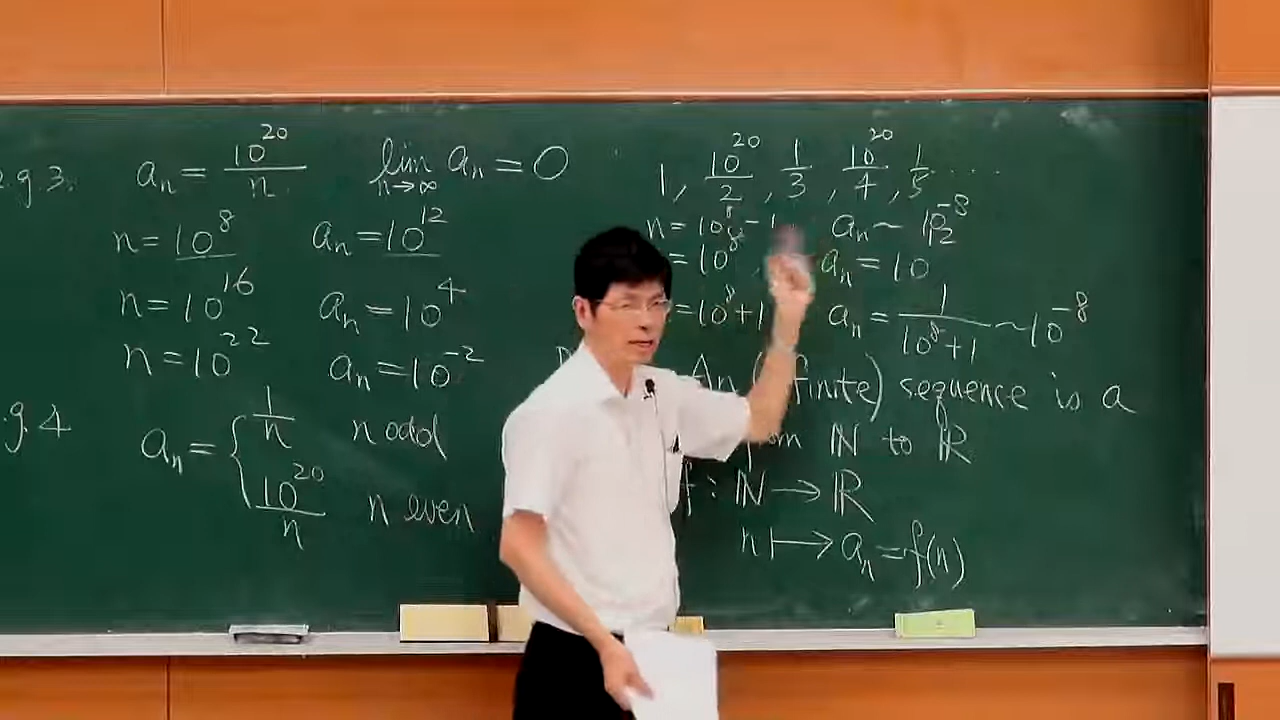 e.g 3. aₙ = 10²⁰/n lim n→∞ aₙ = 0
n = 10⁸ aₙ = 10¹²
n = 10¹⁶ aₙ = 10⁴
n = 10²² aₙ = 10⁻²
g. 4 aₙ = { 1/n n odd
10²⁰/n n even
1, 10²⁰/2, 1/3, 10²⁰/4, 1/5 .....
n = 10⁸ - 1 aₙ ~ 10⁻⁸
= 10⁸ aₙ = 10¹²
= 10⁸ + 1 aₙ = 1/(10⁸+1) ~ 10⁻⁸
An finite) sequence is a
from ℕ to ℝ
f : ℕ → ℝ
n ↦ aₙ = f(n)